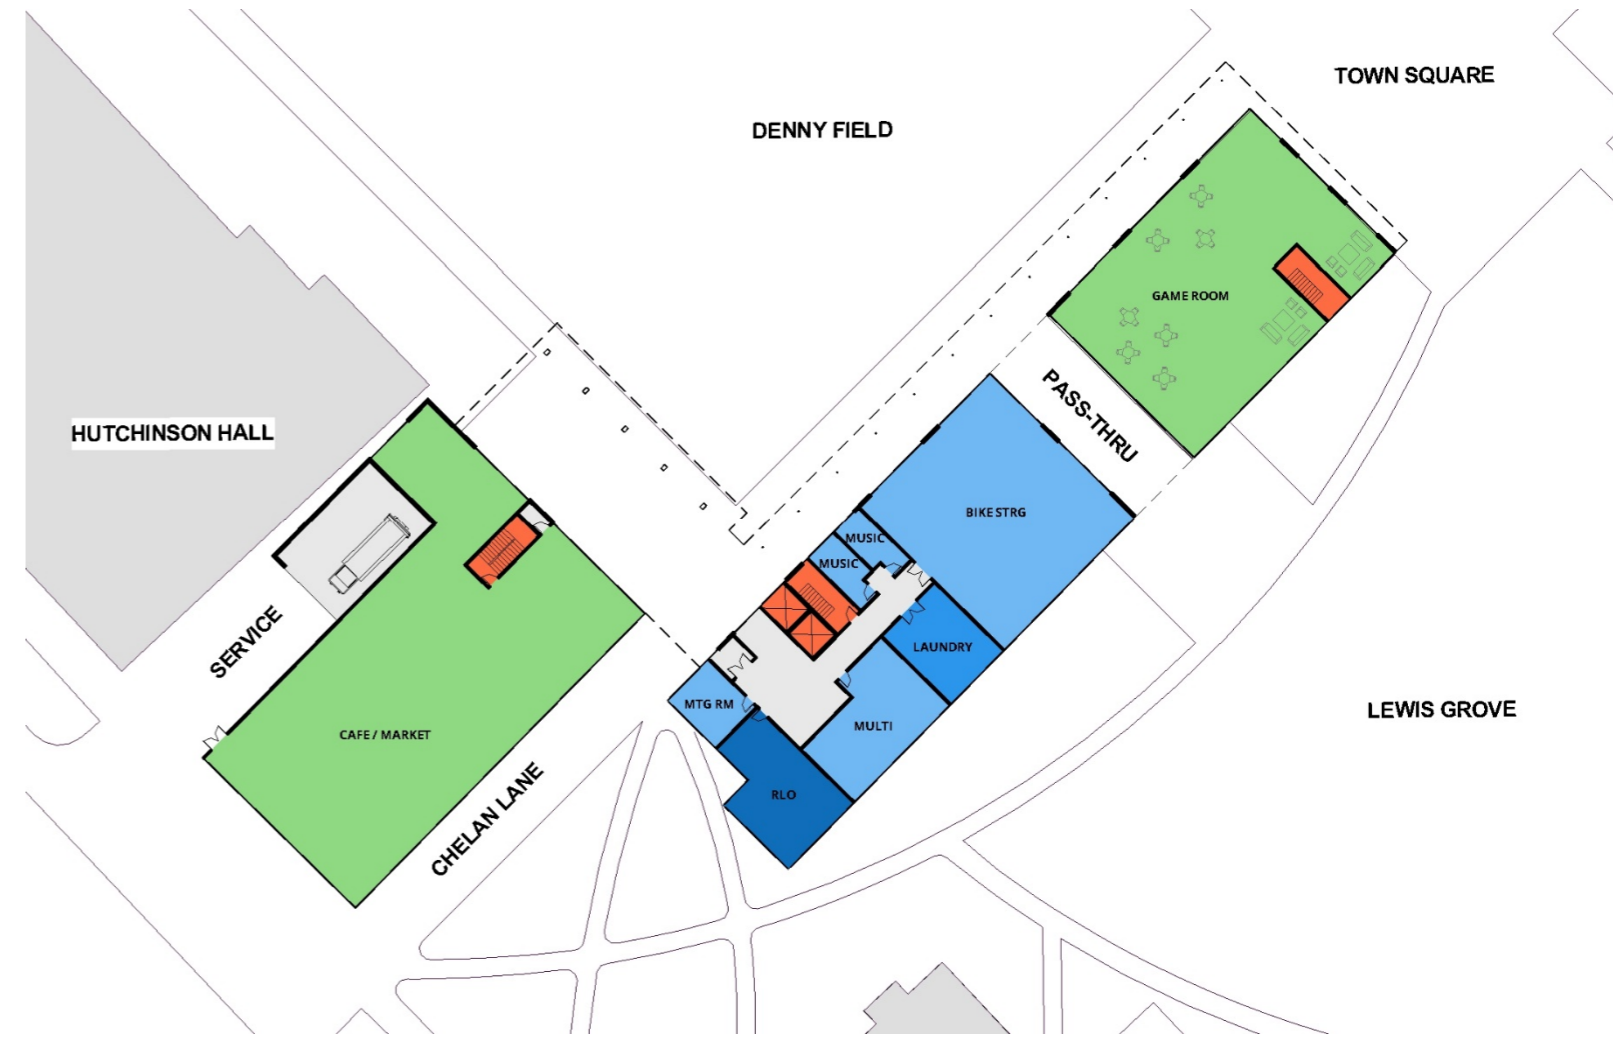 TOWN SQUARE
DENNY FIELD
GAME ROOM
PASS-THRU
HUTCHINSON HALL
BIKE STRG
MUSIC
MUSIC
SERVICE
LAUNDRY
MTG RM
LEWIS GROVE
MULTI
CAFE / MARKET
RLO
CHELAN LANE